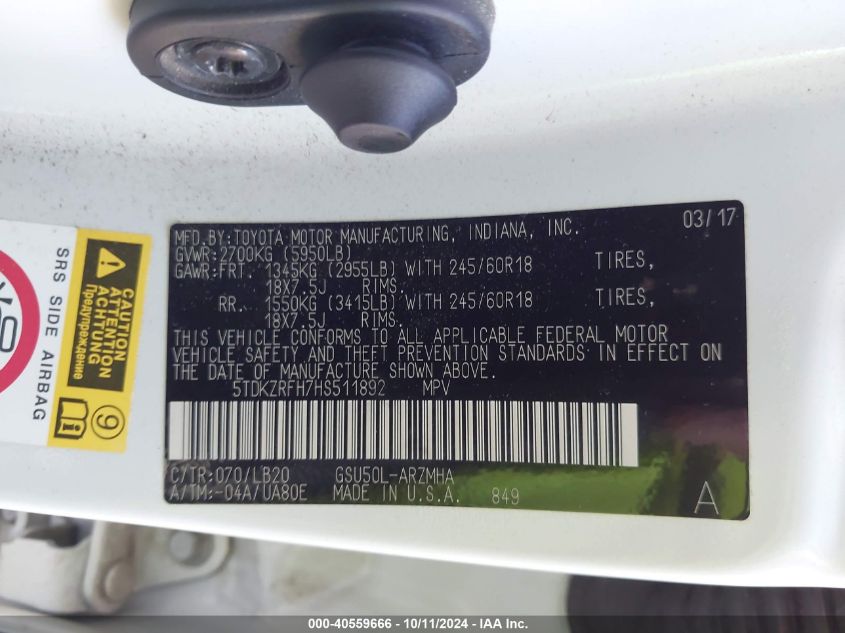 MFD.BY:TOYOTA MOTOR MANUFACTURING, INDIANA, INC. 03/17
GVWR:2700KG (5950LB)
GAWR:FRT. 1345KG (2955LB) WITH 245/60R18 TIRES,
18X7.5J RIMS.
RR. 1550KG (3415LB) WITH 245/60R18 TIRES,
18X7.5J RIMS.
THIS VEHICLE CONFORMS TO ALL APPLICABLE FEDERAL MOTOR
VEHICLE SAFETY AND THEFT PREVENTION STANDARDS IN EFFECT ON
THE DATE OF MANUFACTURE SHOWN ABOVE.
5TDKZRFH7HS511892 MPV
C/TR:070/LB20 GSU50L-ARZMHA
A/TM:-04A/UA80E MADE IN U.S.A. 849 A
SRS SIDE AIRBAG
CAUTION
ATTENTION
ACHTUNG
Предупреждение
9
000-40559666 - 10/11/2024 - IAA Inc.